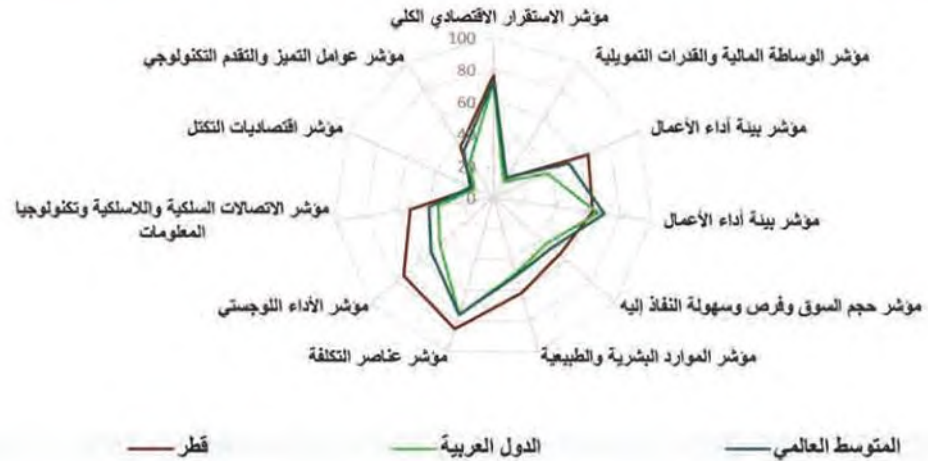 مؤشر الاستقرار الاقتصادي الكلي
مؤشر الوساطة المالية والقدرات التمويلية
مؤشر بيئة أداء الأعمال
مؤشر بيئة أداء الأعمال
مؤشر حجم السوق وفرص وسهولة النفاذ إليه
مؤشر الموارد البشرية والطبيعية
مؤشر عناصر التكلفة
مؤشر الأداء اللوجستي
مؤشر الاتصالات السلكية واللاسلكية وتكنولوجيا
المعلومات
مؤشر اقتصاديات التكتل
مؤشر عوامل التميز والتقدم التكنولوجي
100
80
60
40
20
0
المتوسط العالمي
الدول العربية
قطر